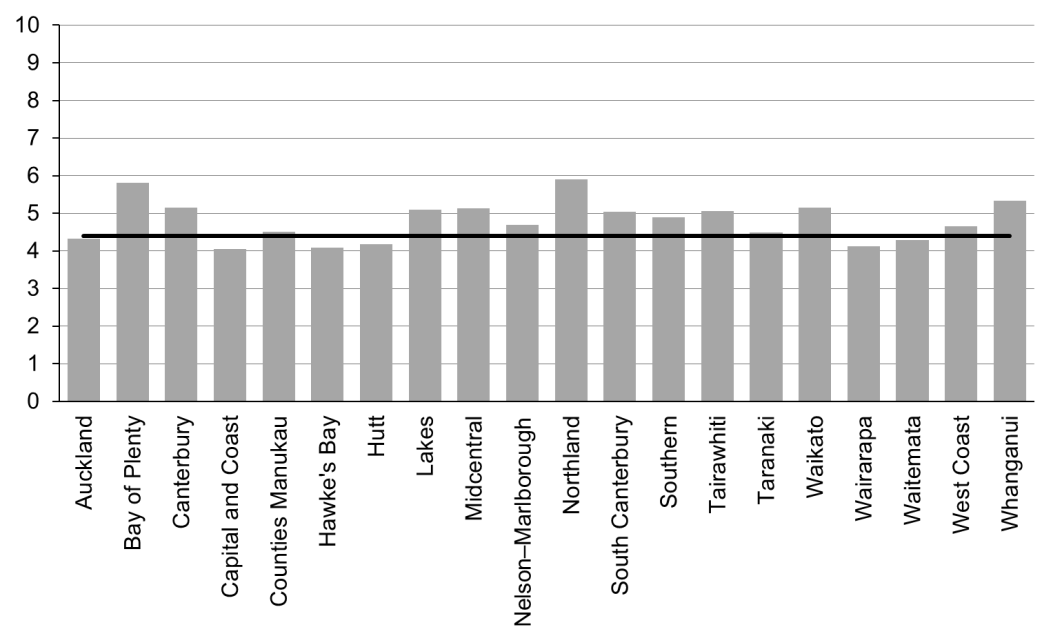 10
9
8
7
6
5
4
3
2
1
0
Auckland
Bay of Plenty
Canterbury
Capital and Coast
Counties Manukau
Hawke's Bay
Hutt
Lakes
Midcentral
Nelson–Marlborough
Northland
South Canterbury
Southern
Tairawhiti
Taranaki
Waikato
Wairarapa
Waitemata
West Coast
Whanganui